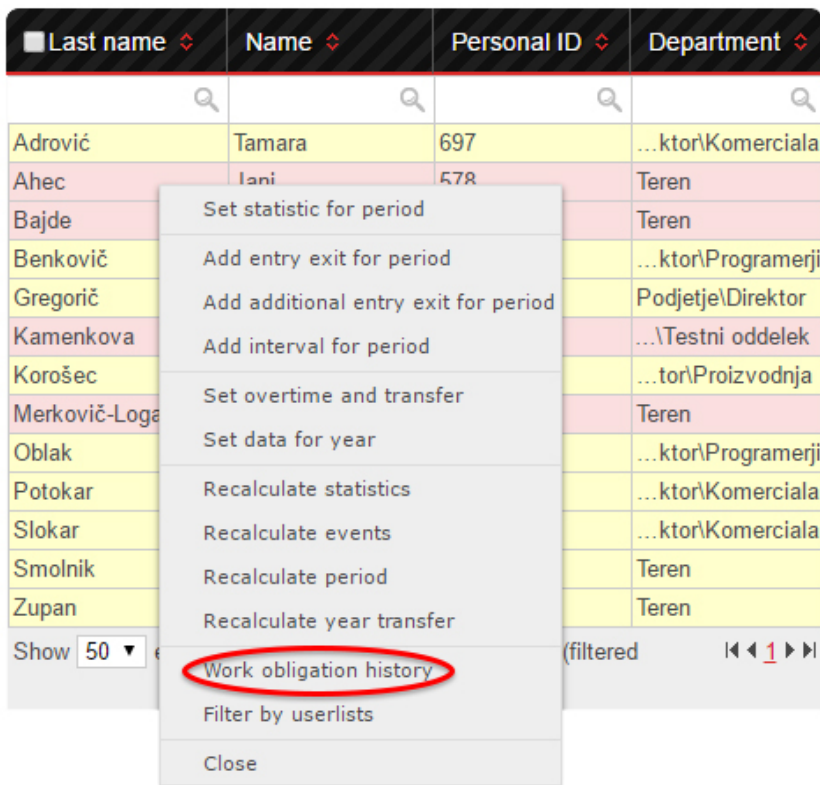 Last name Name Personal ID Department
Adrović Tamara 697 ...ktor\Komerciala
Ahec Jani 578 Teren
Bajde Teren
Benkovič ...ktor\Programerji
Gregorič Podjetje\Direktor
Kamenkova ...\Testni oddelek
Korošec ...tor\Proizvodnja
Merkovič-Loga Teren
Oblak ...ktor\Programerji
Potokar ...ktor\Komerciala
Slokar ...ktor\Komerciala
Smolnik Teren
Zupan Teren
Show 50 (filtered 1
Set statistic for period
Add entry exit for period
Add additional entry exit for period
Add interval for period
Set overtime and transfer
Set data for year
Recalculate statistics
Recalculate events
Recalculate period
Recalculate year transfer
Work obligation history
Filter by userlists
Close